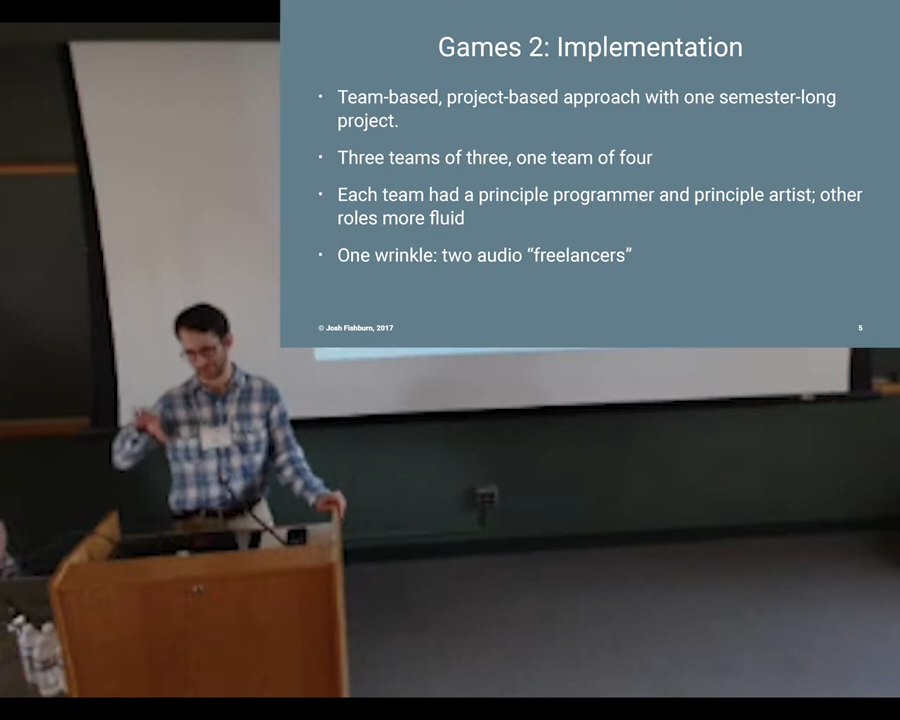 Games 2: Implementation
• Team-based, project-based approach with one semester-long
project.
• Three teams of three, one team of four
• Each team had a principle programmer and principle artist; other
roles more fluid
• One wrinkle: two audio “freelancers”
© Josh Fishburn, 2017
5